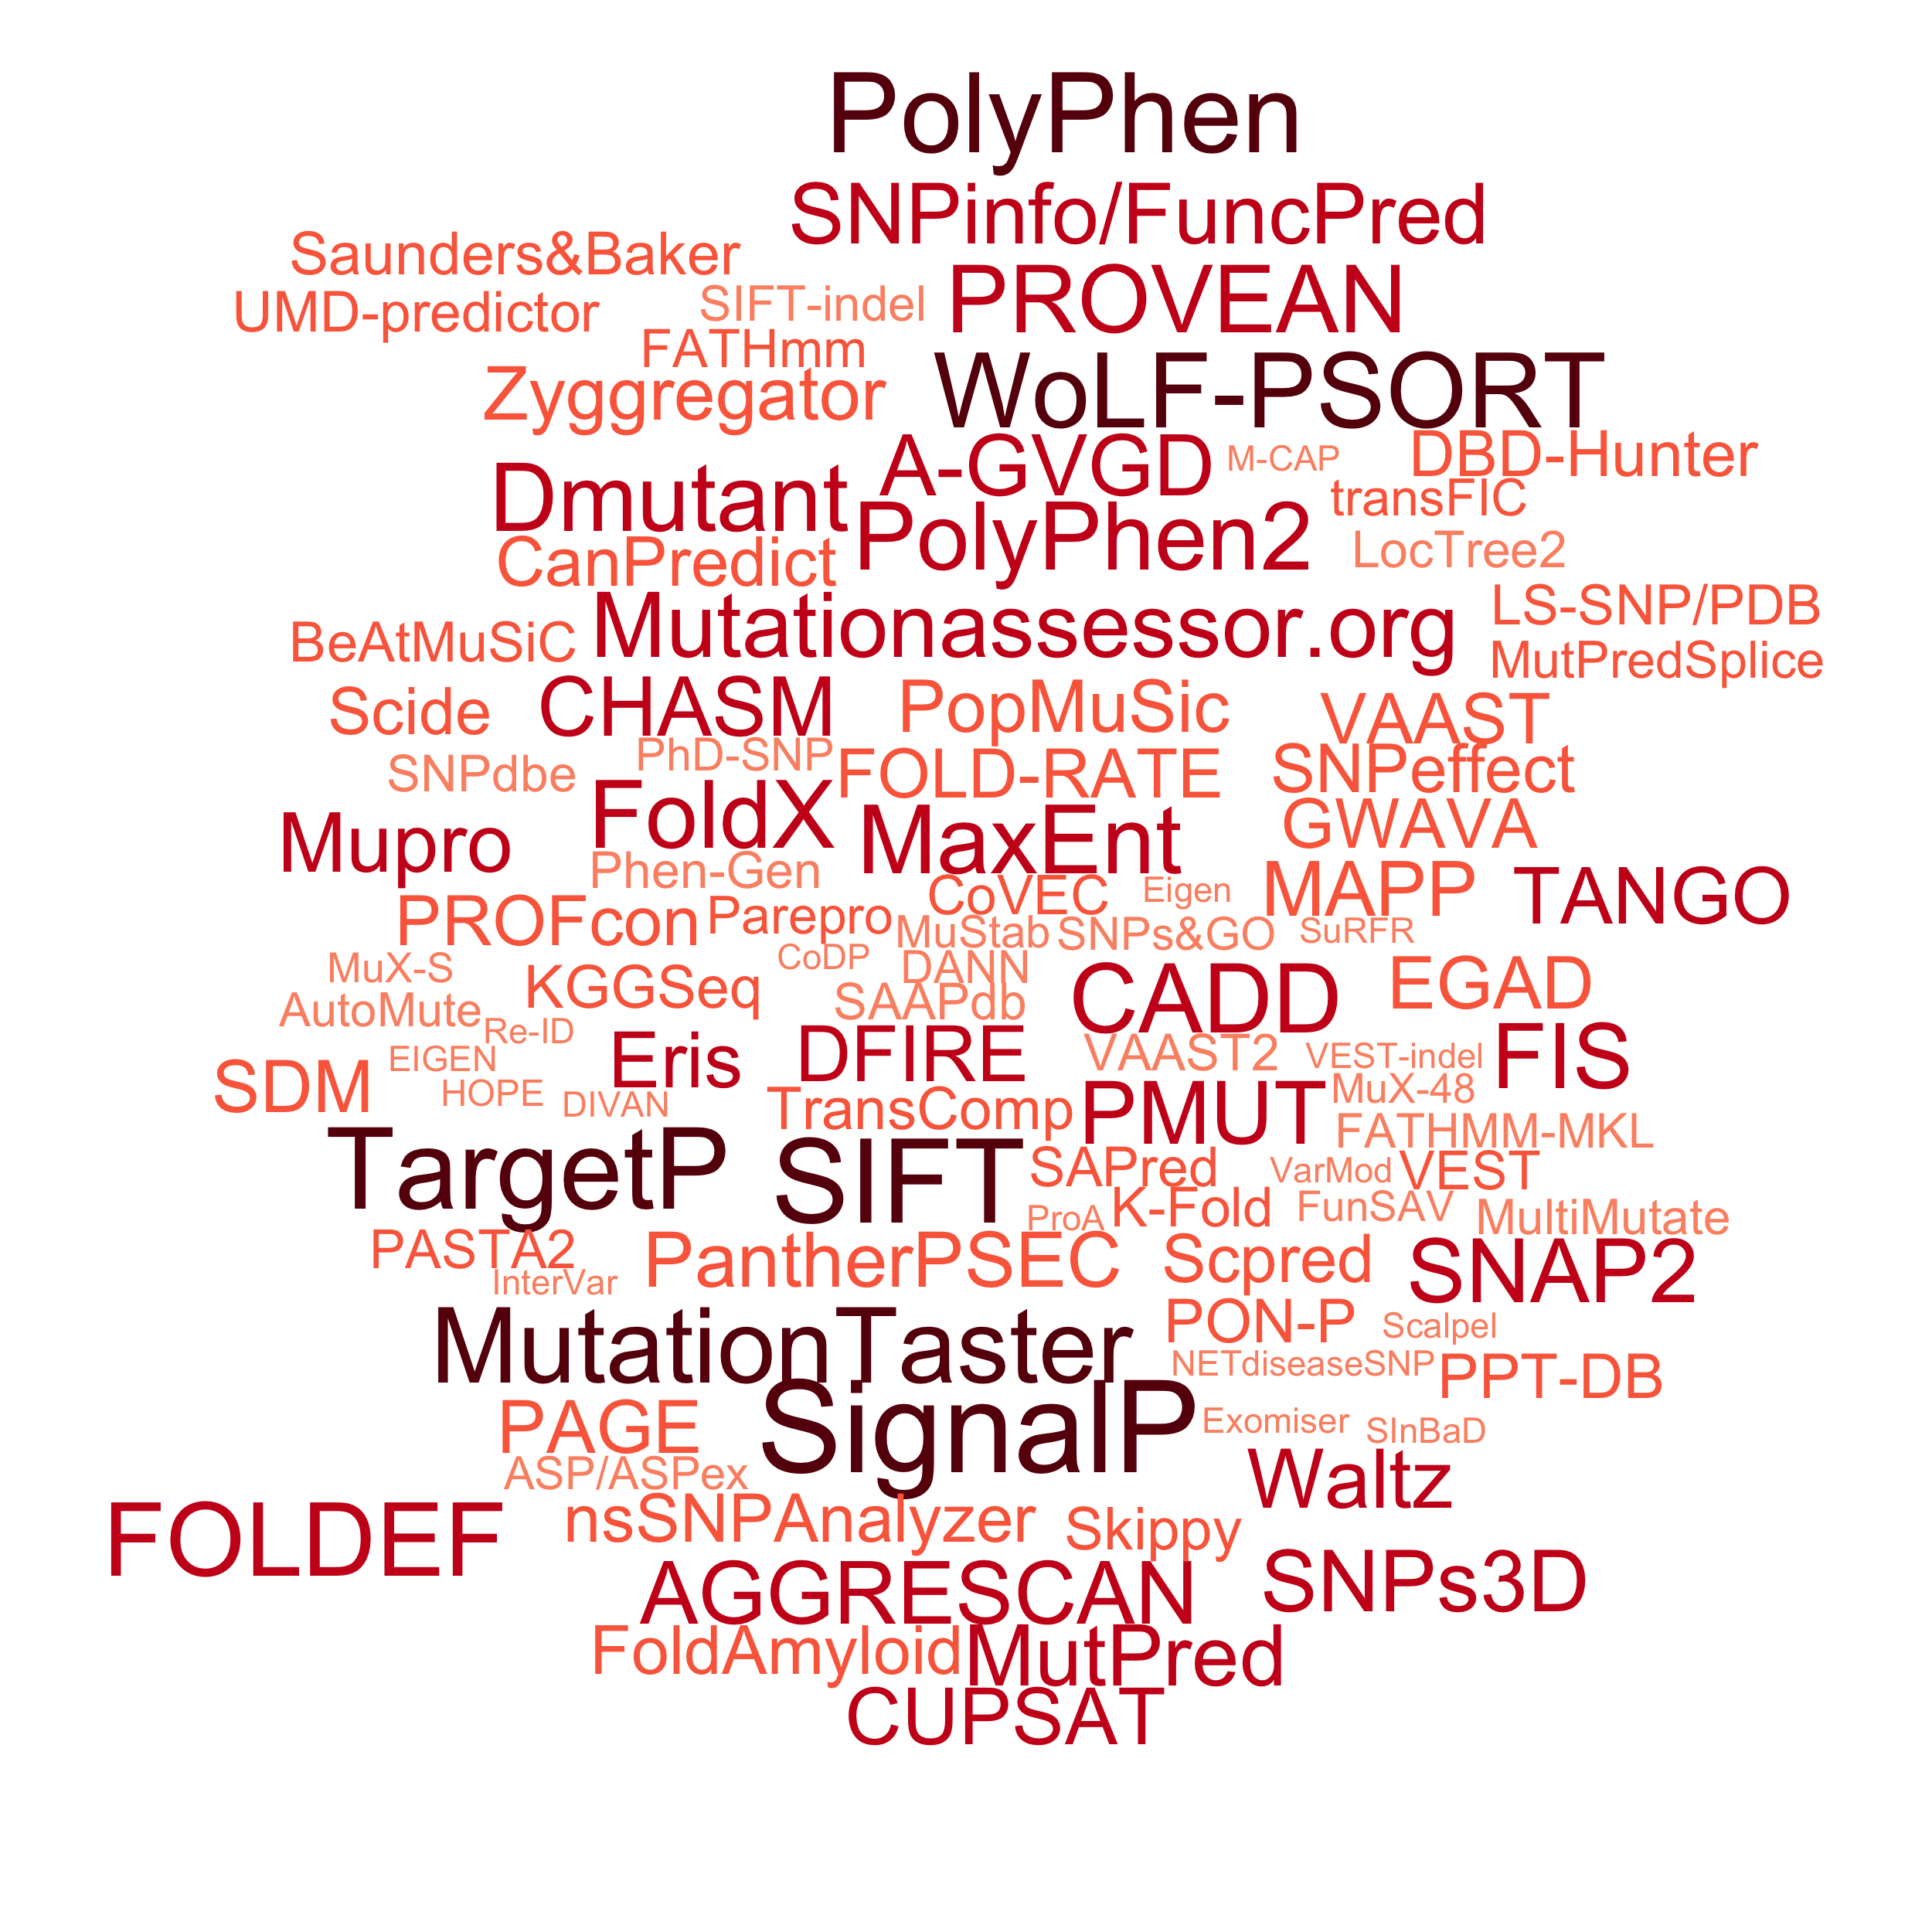 PolyPhen
SNPinfo/FuncPred
Saunders&Baker
PROVEAN
UMD-predictor
SIFT-indel
FATHmm
Zyggregator
WoLF-PSORT
A-GVGD
M-CAP
DBD-Hunter
Dmutant
transFIC
PolyPhen2
CanPredict
LocTree2
LS-SNP/PDB
BeAtMuSiC
Mutationassessor.org
MutPredSplice
Scide
CHASM
PopMuSic
VAAST
SNPdbe
PhD-SNP
FOLD-RATE
SNPeffect
Mupro
FoldX
MaxEnt
GWAVA
Phen-Gen
CoVEC
Eigen
MAPP
TANGO
PROFcon
Parepro
MuStab
SNPs&GO
SuRFR
MuX-S
KGGSeq
CoDP
DANN
CADD
EGAD
AutoMute
SAAPdb
Re-ID
EIGEN
Eris
DFIRE
VAAST2
VEST-indel
FIS
SDM
HOPE
DIVAN
TransComp
PMUT
MuX-48
FATHMM-MKL
TargetP
SIFT
SAPred
VarMod
VEST
ProA
K-Fold
FunSAV
MultiMutate
PASTA2
InterVar
PantherPSEC
Scpred
SNAP2
MutationTaster
PON-P
Scalpel
NETdiseaseSNP
PPT-DB
PAGE
SignalP
Exomiser
SInBaD
ASP/ASPex
Waltz
FOLDEF
nsSNPAnalyzer
Skippy
AGGRESCAN
SNPs3D
FoldAmyloid
MutPred
CUPSAT